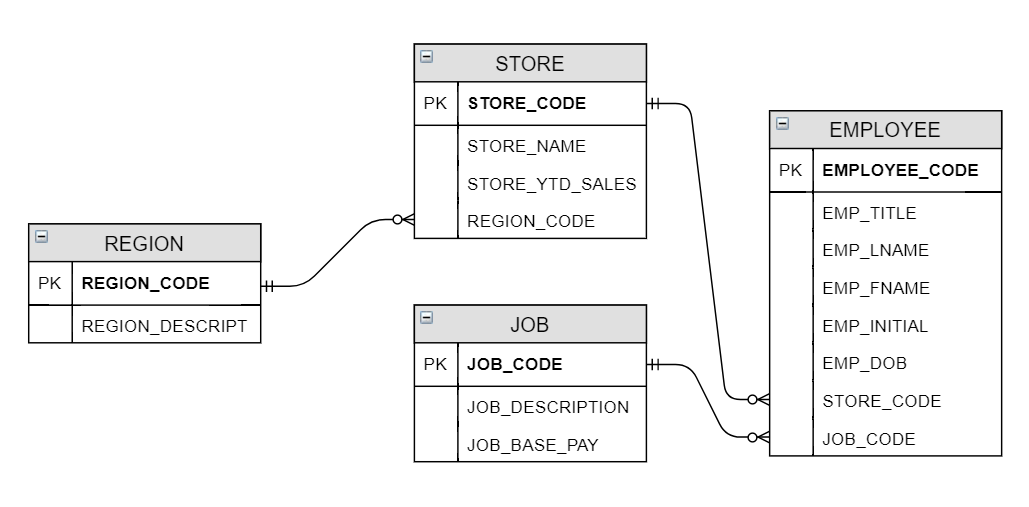 STORE
PK STORE_CODE
STORE_NAME
STORE_YTD_SALES
REGION_CODE
REGION
PK REGION_CODE
REGION_DESCRIPT
JOB
PK JOB_CODE
JOB_DESCRIPTION
JOB_BASE_PAY
EMPLOYEE
PK EMPLOYEE_CODE
EMP_TITLE
EMP_LNAME
EMP_FNAME
EMP_INITIAL
EMP_DOB
STORE_CODE
JOB_CODE